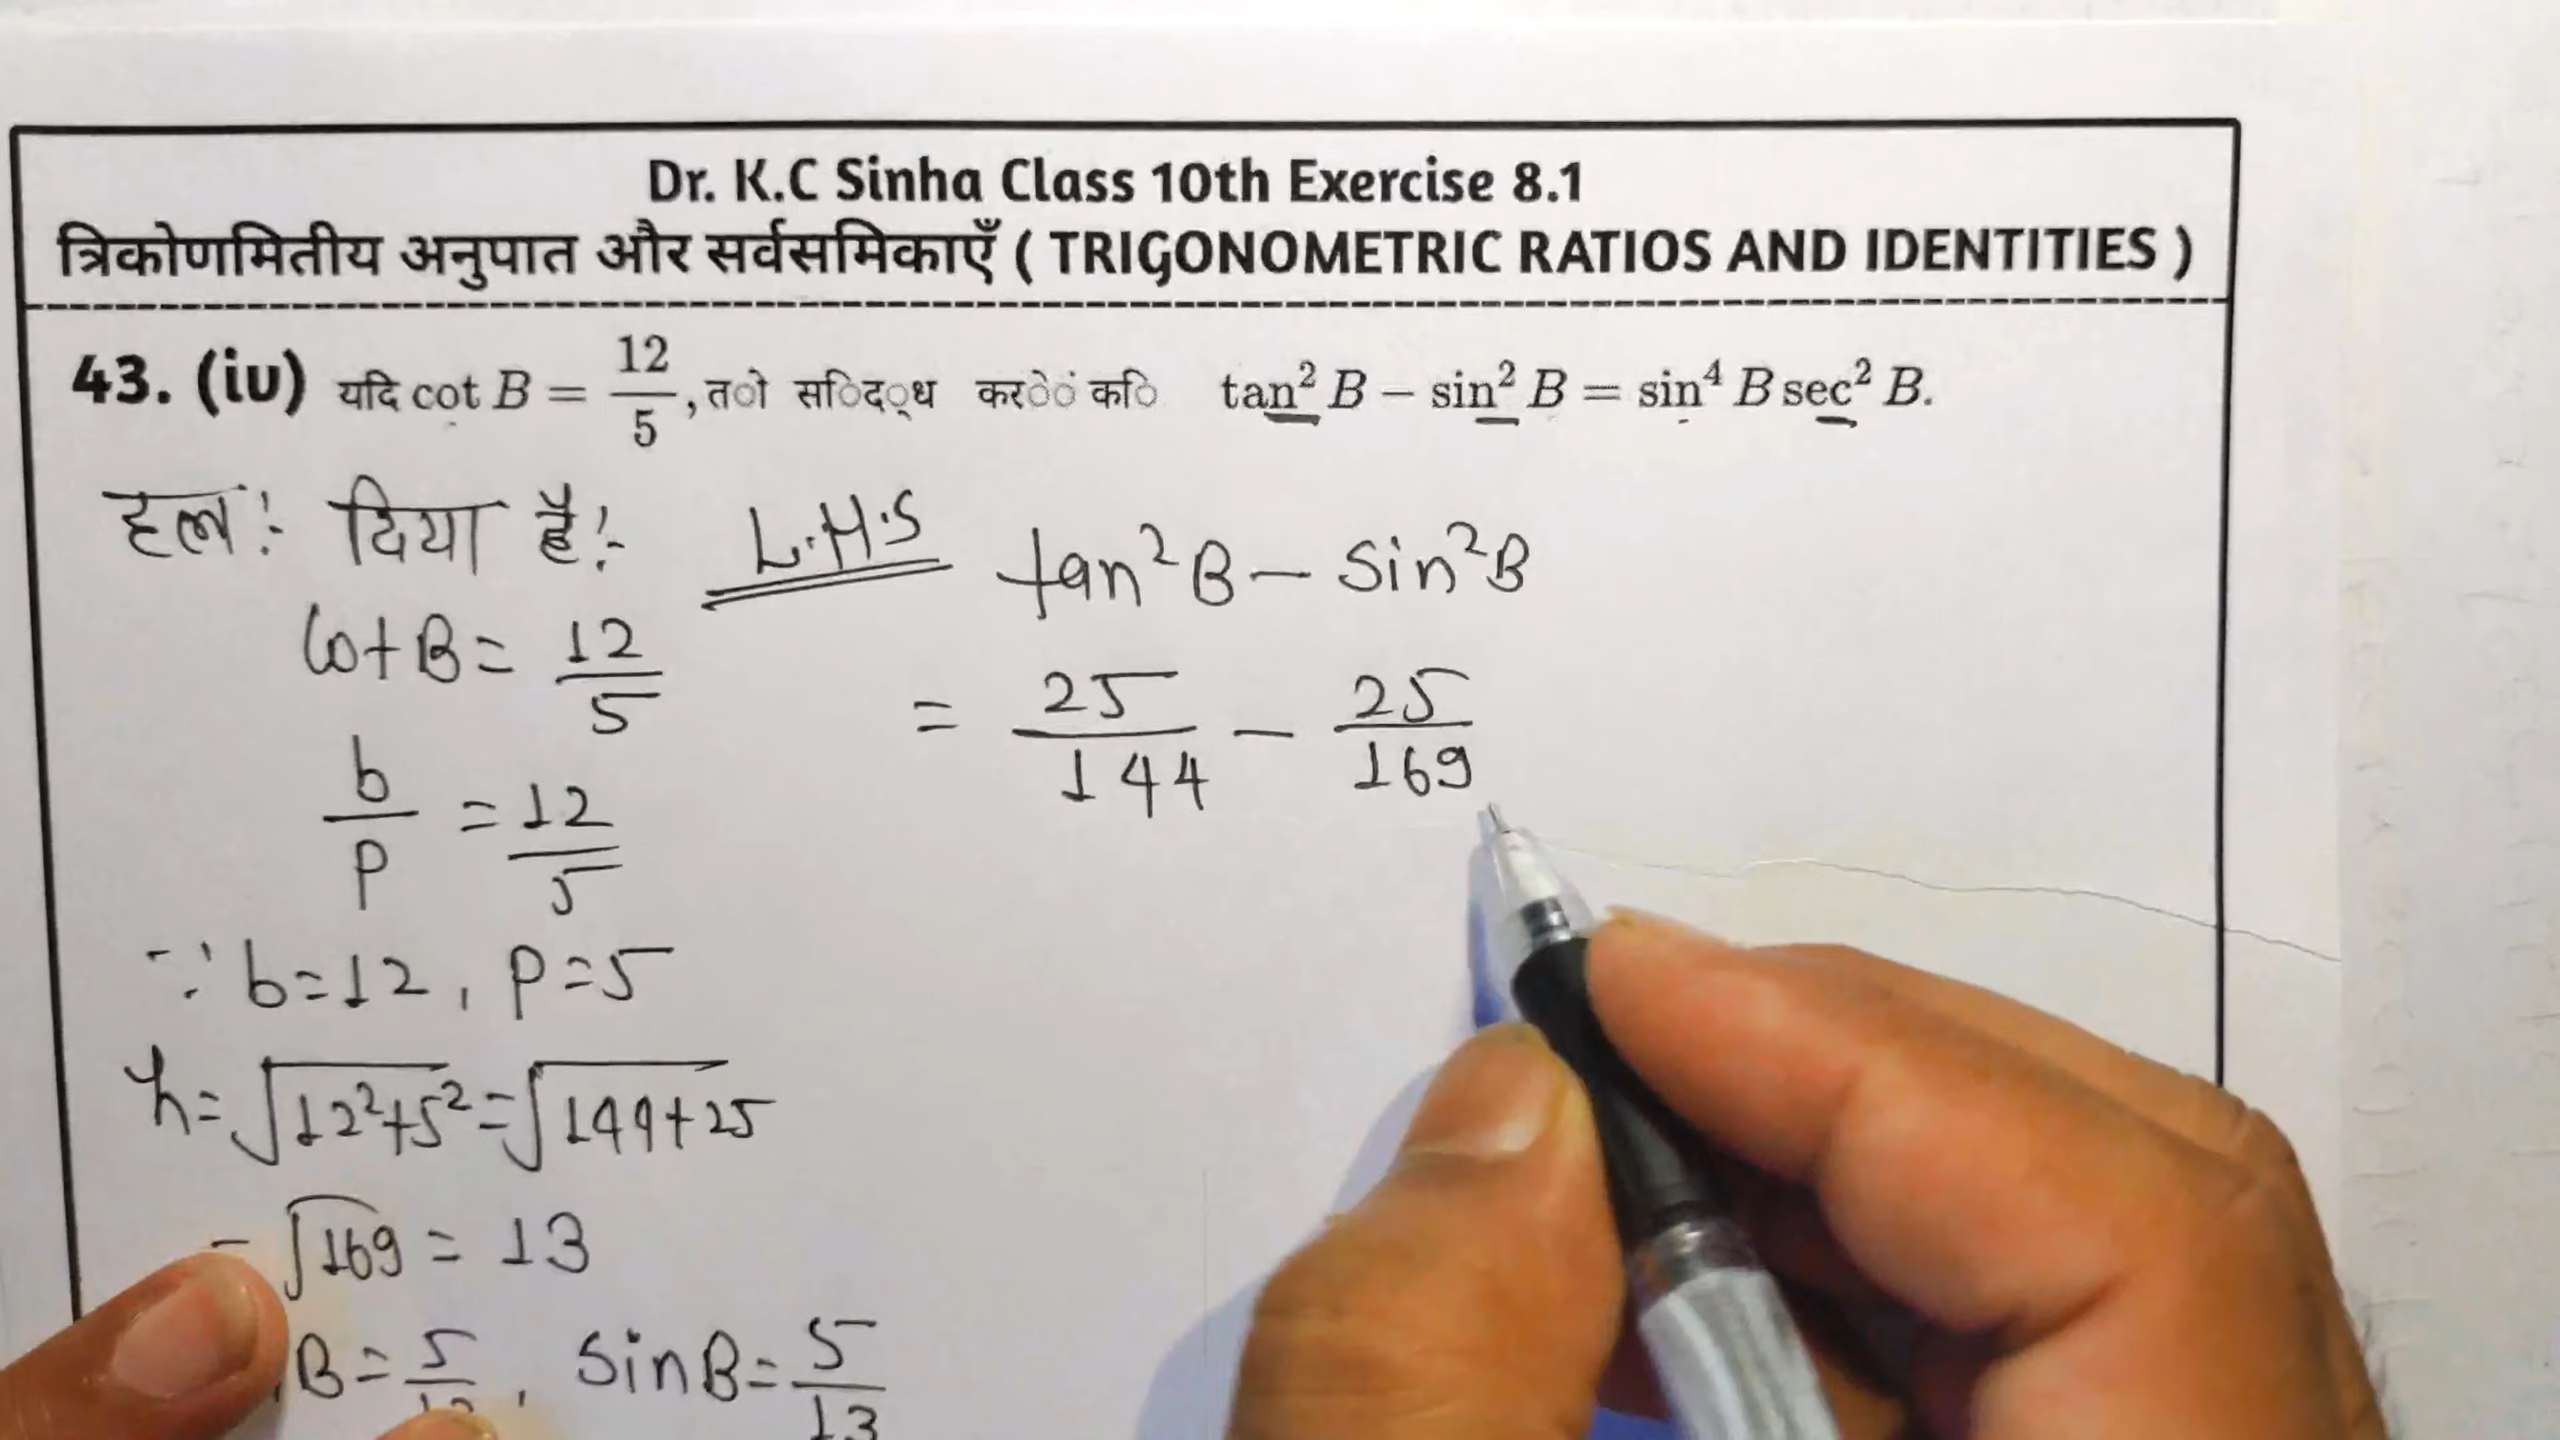 Dr. K.C Sinha Class 10th Exercise 8.1
त्रिकोणमितीय अनुपात और सर्वसमिकाएँ ( TRIGONOMETRIC RATIOS AND IDENTITIES )
43. (iv) यदि cot B = 12/5, तो सिद्ध करें कि tan² B − sin² B = sin⁴ B sec² B.
हल:- दिया है:-
cot B = 12/5
b/p = 12/5
∵ b=12, p=5
h= √12²+5² = √144+25
= √169 = 13
B= 5/12, sin B= 5/13
L.H.S tan²B − sin²B
= 25/144 − 25/169